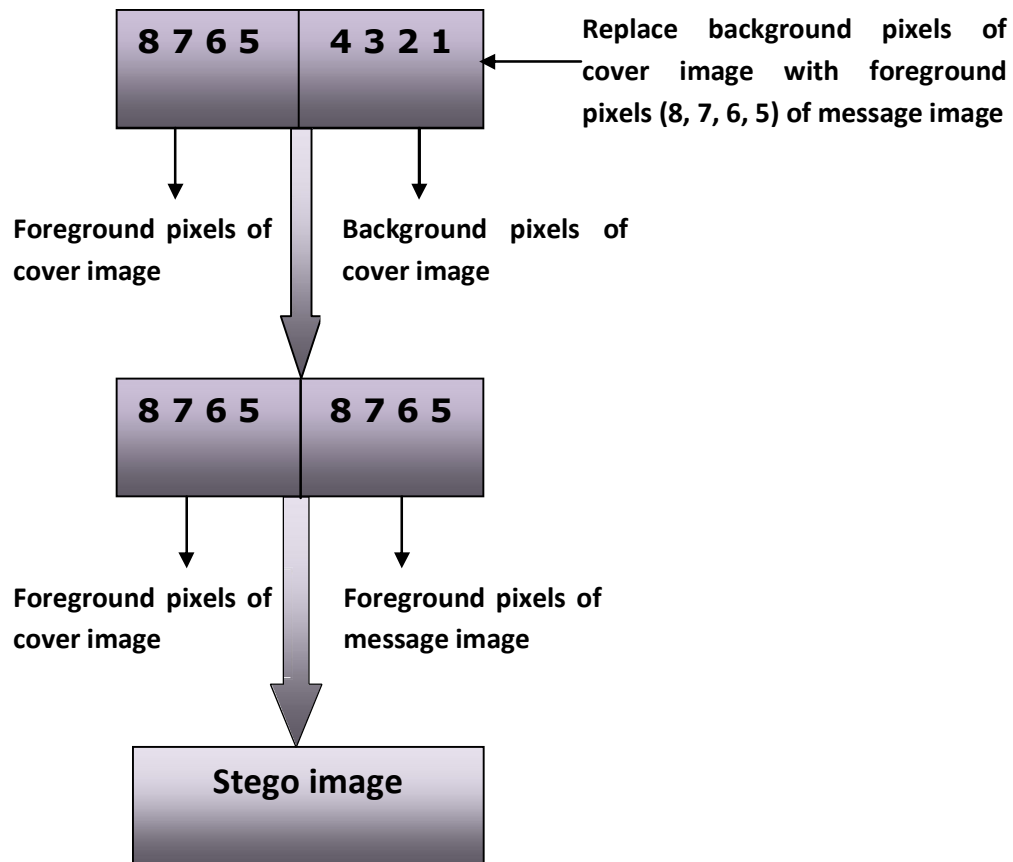 8 7 6 5 4 3 2 1
Replace background pixels of
cover image with foreground
pixels (8, 7, 6, 5) of message image
Foreground pixels of
cover image
Background pixels of
cover image
8 7 6 5 8 7 6 5
Foreground pixels of
cover image
Foreground pixels of
message image
Stego image